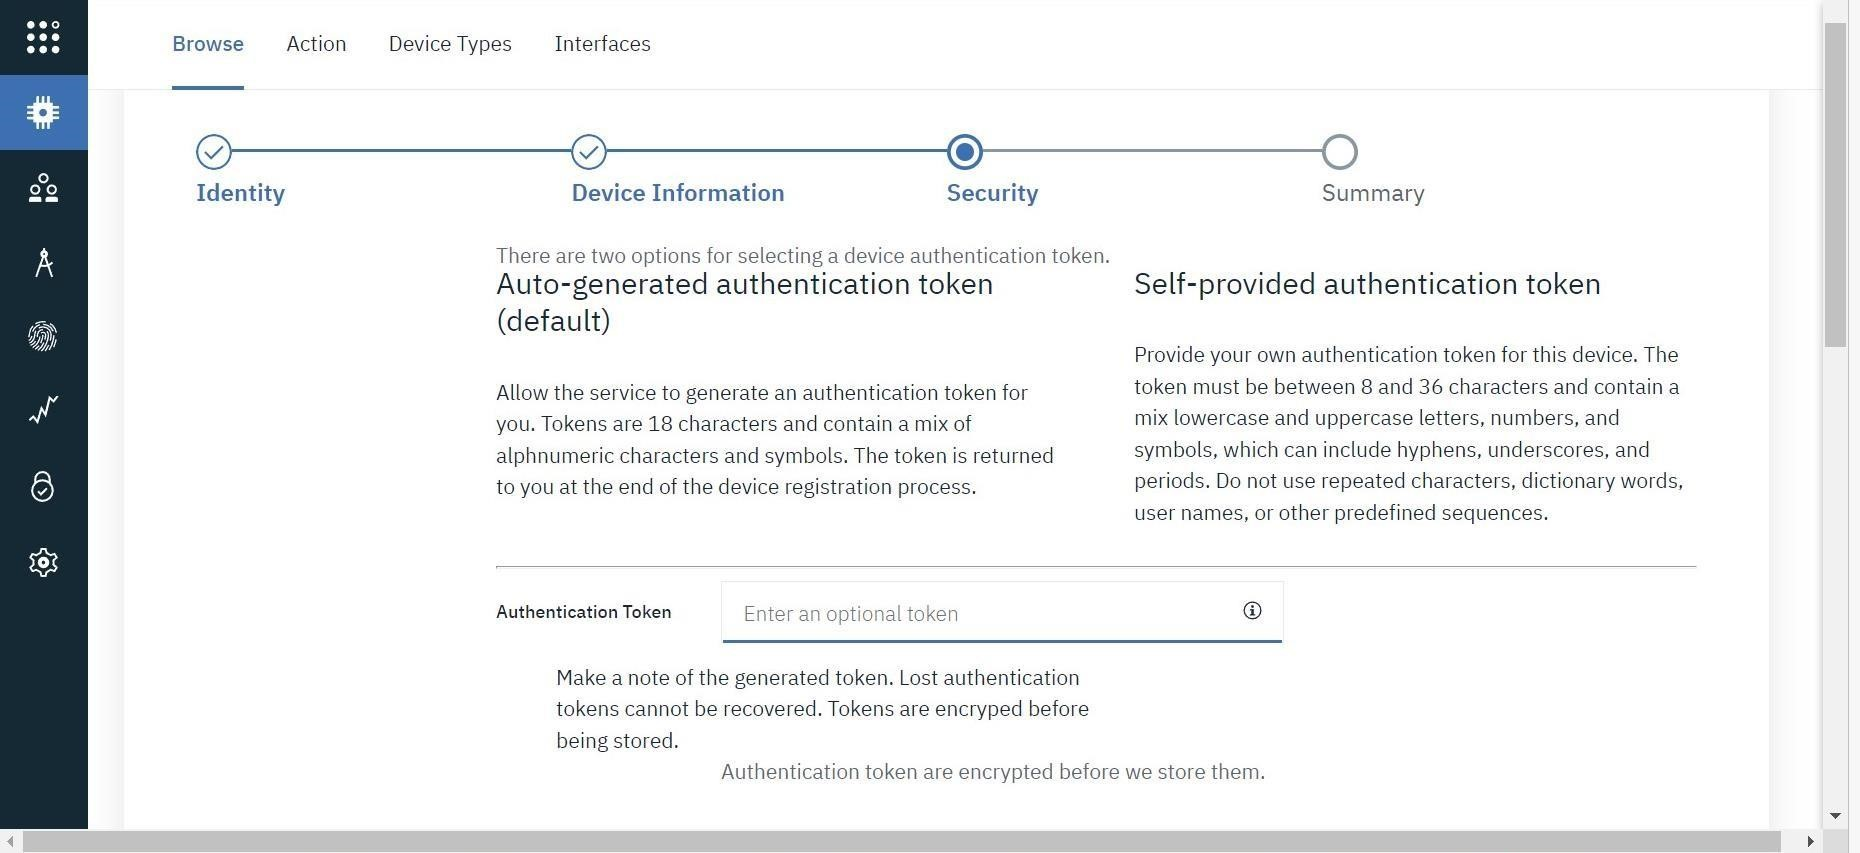 Browse Action Device Types Interfaces
Identity Device Information Security Summary
There are two options for selecting a device authentication token.
Auto-generated authentication token
(default)
Allow the service to generate an authentication token for
you. Tokens are 18 characters and contain a mix of
alphnumeric characters and symbols. The token is returned
to you at the end of the device registration process.
Self-provided authentication token
Provide your own authentication token for this device. The
token must be between 8 and 36 characters and contain a
mix lowercase and uppercase letters, numbers, and
symbols, which can include hyphens, underscores, and
periods. Do not use repeated characters, dictionary words,
user names, or other predefined sequences.
Authentication Token Enter an optional token
Make a note of the generated token. Lost authentication
tokens cannot be recovered. Tokens are encryped before
being stored.
Authentication token are encrypted before we store them.